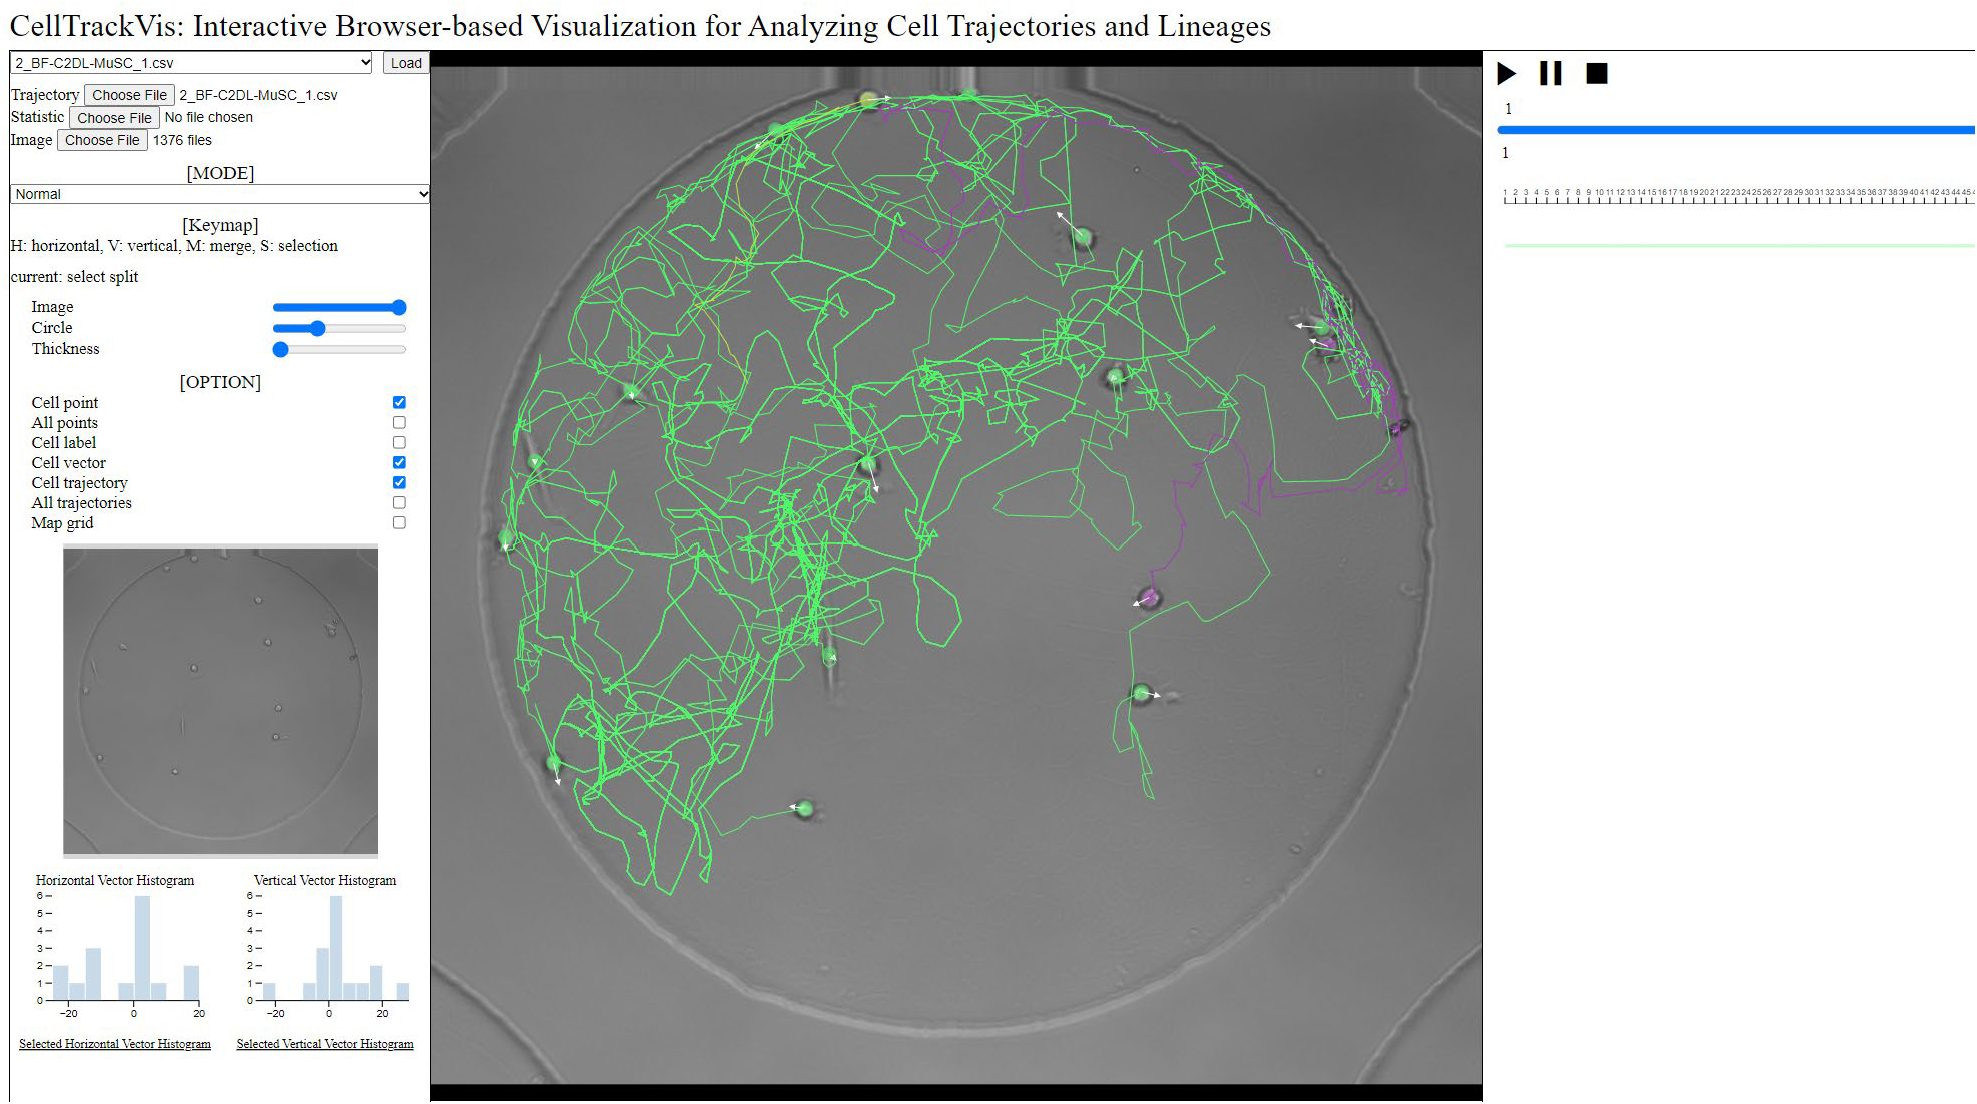 CellTrackVis: Interactive Browser-based Visualization for Analyzing Cell Trajectories and Lineages
2_BF-C2DL-MuSC_1.csv Load
Trajectory Choose File 2_BF-C2DL-MuSC_1.csv
Statistic Choose File No file chosen
Image Choose File 1376 files
[MODE]
Normal
[Keymap]
H: horizontal, V: vertical, M: merge, S: selection
current: select split
Image
Circle
Thickness
[OPTION]
Cell point
All points
Cell label
Cell vector
Cell trajectory
All trajectories
Map grid
Horizontal Vector Histogram
6
5
4
3
2
1
0
−20 0 20
Selected Horizontal Vector Histogram
Vertical Vector Histogram
6
5
4
3
2
1
0
−20 0 20
Selected Vertical Vector Histogram
1
1
1 2 3 4 5 6 7 8 9 10 11 12 13 14 15 16 17 18 19 20 21 22 23 24 25 26 27 28 29 30 31 32 33 34 35 36 37 38 39 40 41 42 43 44 45